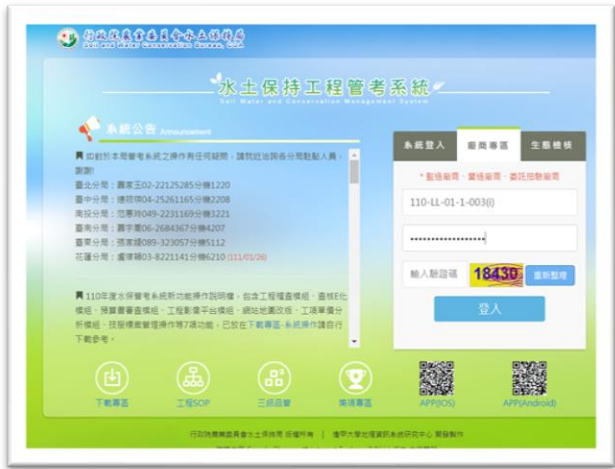 行政院農業委員會水土保持局
Soil and Water Conservation Bureau, COA
水土保持工程管考系統
Soil Water and Conservation Management System
系統公告 Announcement
如對於本局管考系統之操作有任何疑問，請就近洽詢各分局駐點人員，
謝謝!
臺北分局：蕭家王02-22125285分機1220
臺中分局：連筱琪04-25261165分機2208
南投分局：范惠玲049-2231169分機3221
臺南分局：蕭宇喬06-2684367分機4207
臺東分局：張家緯089-323057分機5112
花蓮分局：盧康穎03-8221141分機6210 (111/01/26)
110年度水保管考系統新功能操作說明檔，包含工程稽查模組、查核E化
模組、預算書審查模組、工程影像平台模組、網站地圖改版、工項單價分
析模組、技服標案管理操作等7項功能，已放在下載專區-系統操作請自行
下載參考。
系統登入 廠商專區 生態檢核
*監造廠商、營造廠商、委託抽驗廠商
110-LL-01-1-003(i)
輸入驗證碼 18430 重新整理
登入
下載專區 工程SOP 三級品管 獎項專區 APP(IOS) APP(Android)
行政院農業委員會水土保持局 版權所有 | 逢甲大學地理資訊系統研究中心 開發製作